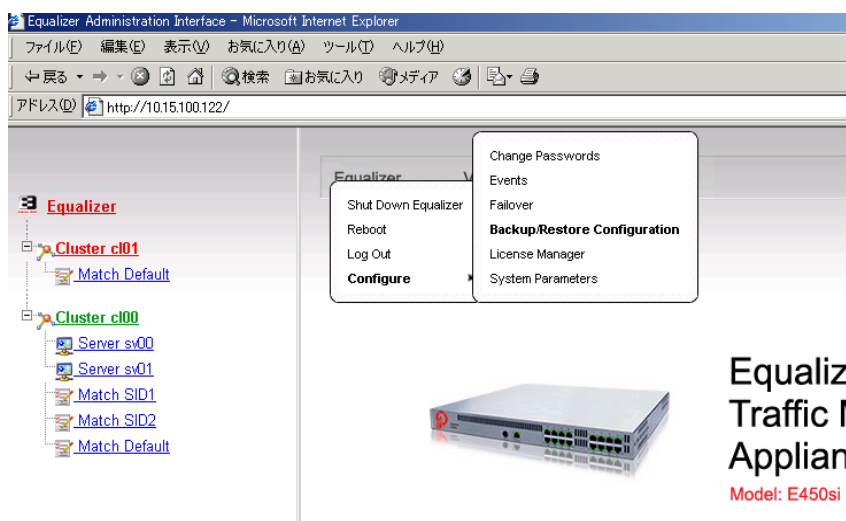 Equalizer Administration Interface - Microsoft Internet Explorer
ファイル(F) 編集(E) 表示(V) お気に入り(A) ツール(T) ヘルプ(H)
戻る 検索 お気に入り メディア
アドレス(D) http://10.15.100.122/
Equalizer
Cluster cl01
Match Default
Cluster cl00
Server sv00
Server sv01
Match SID1
Match SID2
Match Default
Equalizer V
Shut Down Equalizer
Reboot
Log Out
Configure
Change Passwords
Events
Failover
Backup/Restore Configuration
License Manager
System Parameters
Equaliz
Traffic
Applian
Model: E450si